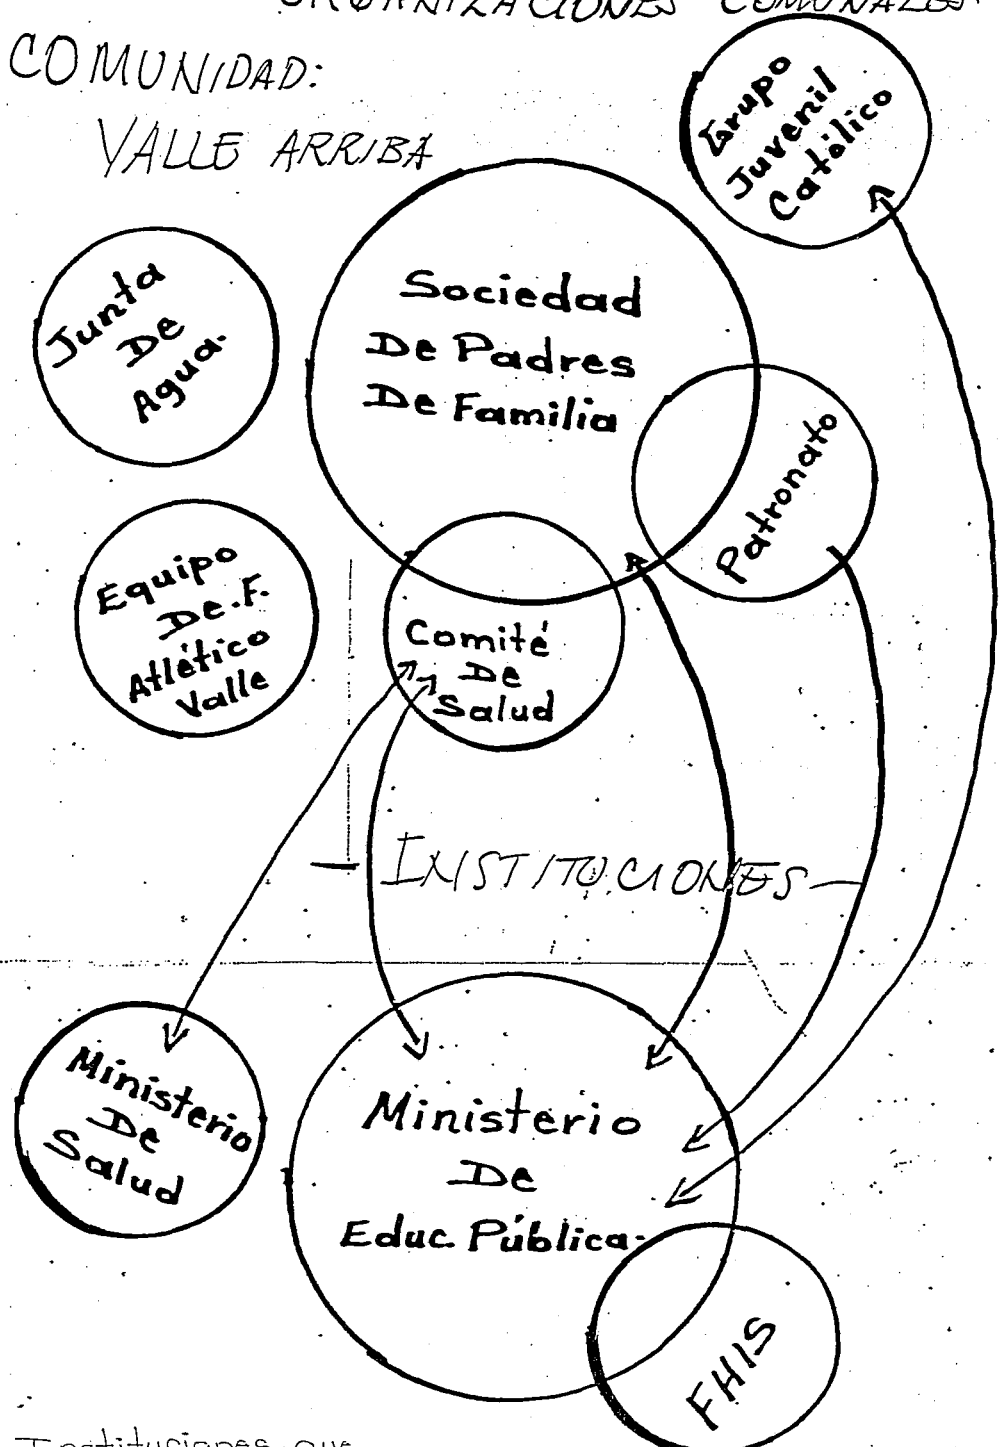 ORGANIZACIONES COMUNALES
COMUNIDAD:
VALLE ARRIBA
Grupo
Juvenil
Católico
Junta
De
Agua.
Sociedad
De Padres
De Familia
Patronato
Equipo
De.F.
Atlético
Valle
Comité
De
Salud
INSTITUCIONES
Ministerio
De
Salud
Ministerio
De
Educ. Pública.
FHIS
Instituciones que